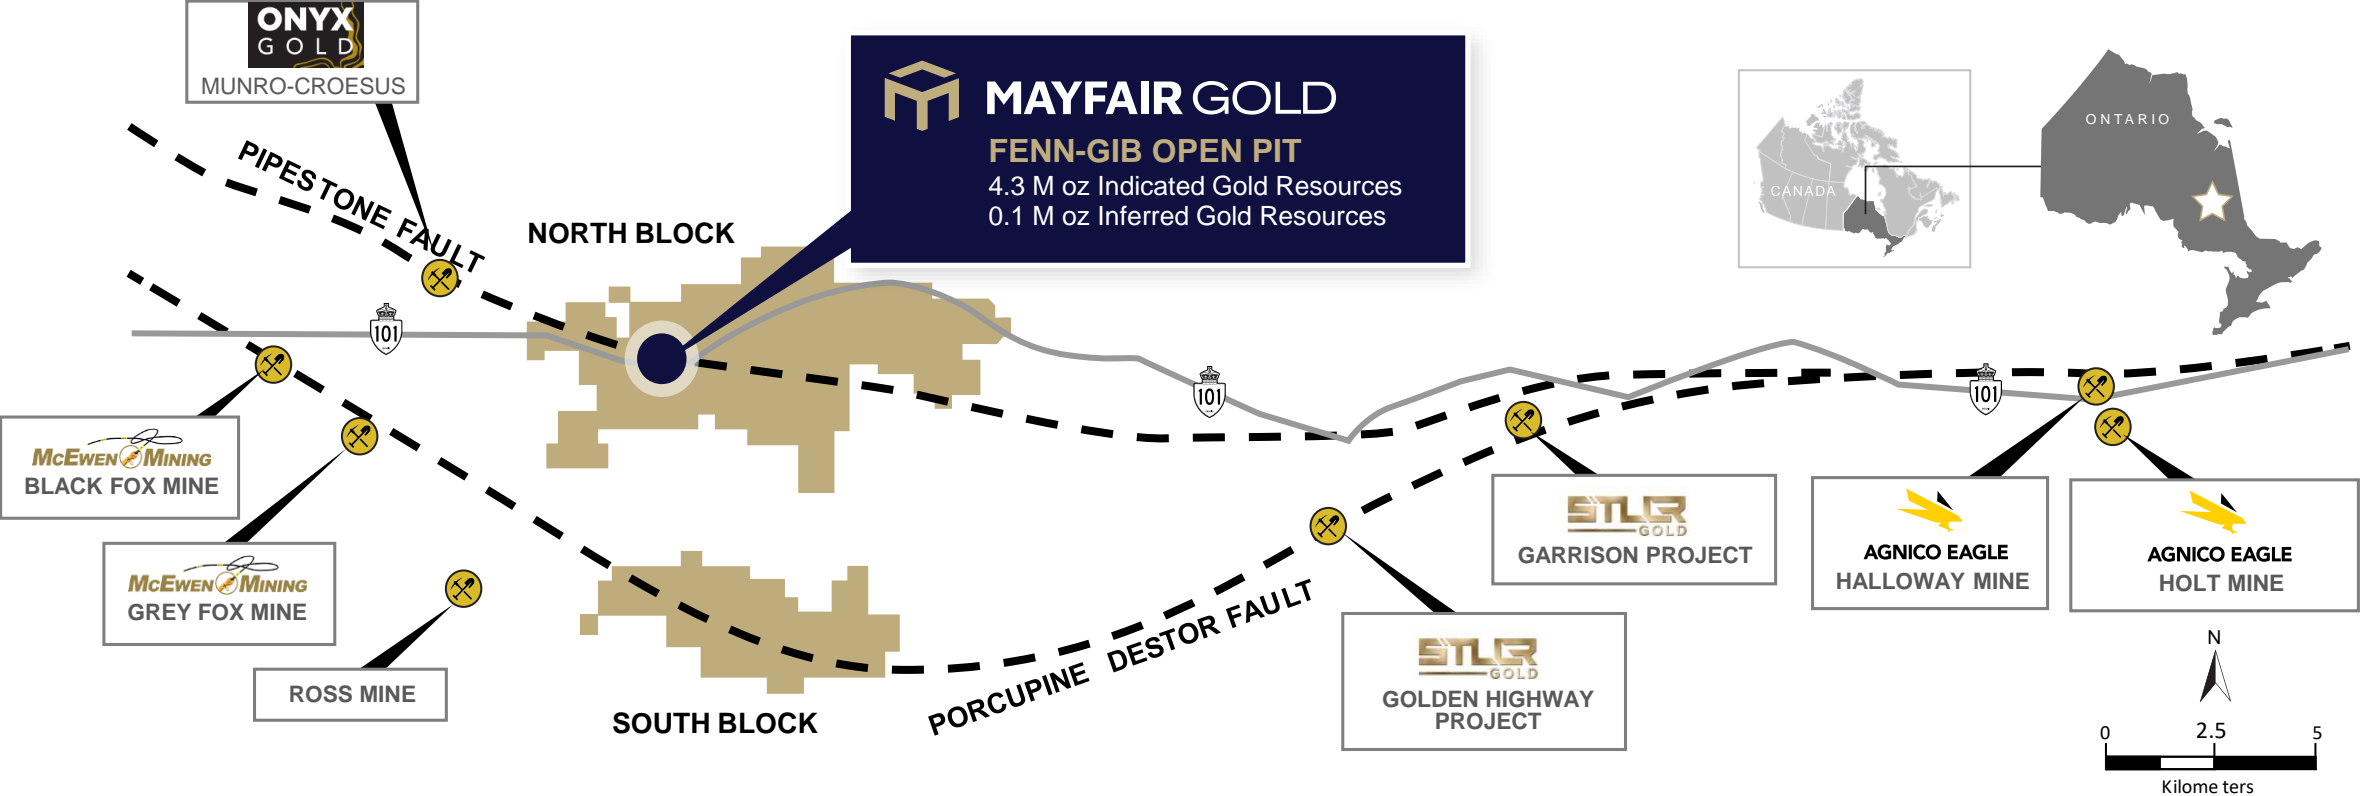 ONYX
GOLD
MUNRO-CROESUS
PIPESTONE FAULT
NORTH BLOCK
MAYFAIR GOLD
FENN-GIB OPEN PIT
4.3 M oz Indicated Gold Resources
0.1 M oz Inferred Gold Resources
CANADA
ONTARIO
101
101
101
McEWEN MINING
BLACK FOX MINE
McEWEN MINING
GREY FOX MINE
ROSS MINE
SOUTH BLOCK
PORCUPINE DESTOR FAULT
STLLR
GOLD
GARRISON PROJECT
STLLR
GOLD
GOLDEN HIGHWAY
PROJECT
AGNICO EAGLE
HALLOWAY MINE
AGNICO EAGLE
HOLT MINE
N
0 2.5 5
Kilome ters